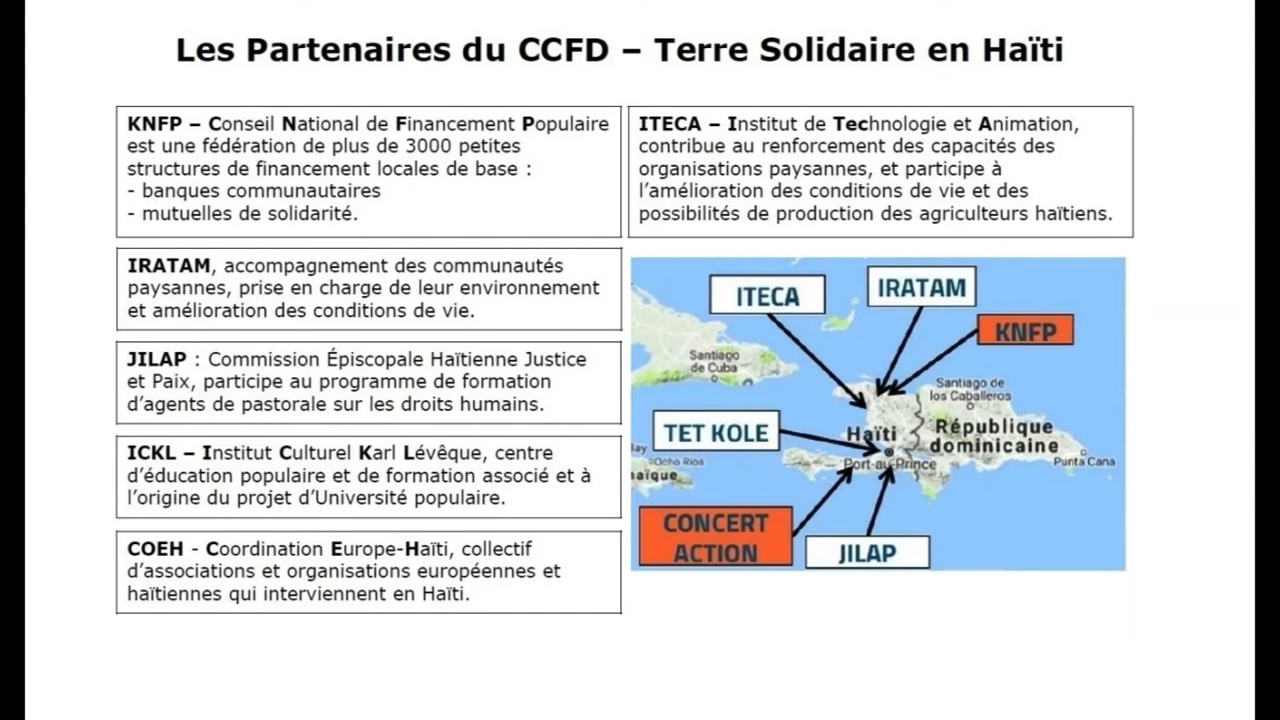 Les Partenaires du CCFD – Terre Solidaire en Haïti
KNFP – Conseil National de Financement Populaire
est une fédération de plus de 3000 petites
structures de financement locales de base :
- banques communautaires
- mutuelles de solidarité.
ITECA – Institut de Technologie et Animation,
contribue au renforcement des capacités des
organisations paysannes, et participe à
l'amélioration des conditions de vie et des
possibilités de production des agriculteurs haïtiens.
IRATAM, accompagnement des communautés
paysannes, prise en charge de leur environnement
et amélioration des conditions de vie.
JILAP : Commission Épiscopale Haïtienne Justice
et Paix, participe au programme de formation
d'agents de pastorale sur les droits humains.
ICKL – Institut Culturel Karl Lévêque, centre
d'éducation populaire et de formation associé et à
l'origine du projet d'Université populaire.
COEH - Coordination Europe-Haïti, collectif
d'associations et organisations européennes et
haïtiennes qui interviennent en Haïti.
ITECA
IRATAM
KNFP
Santiago
de Cuba
Santiago de
los Caballeros
TET KOLE
Haïti
République
dominicaine
Bay
Ocho Rios
Port-au-Prince
Punta Cana
aïque
CONCERT
ACTION
JILAP